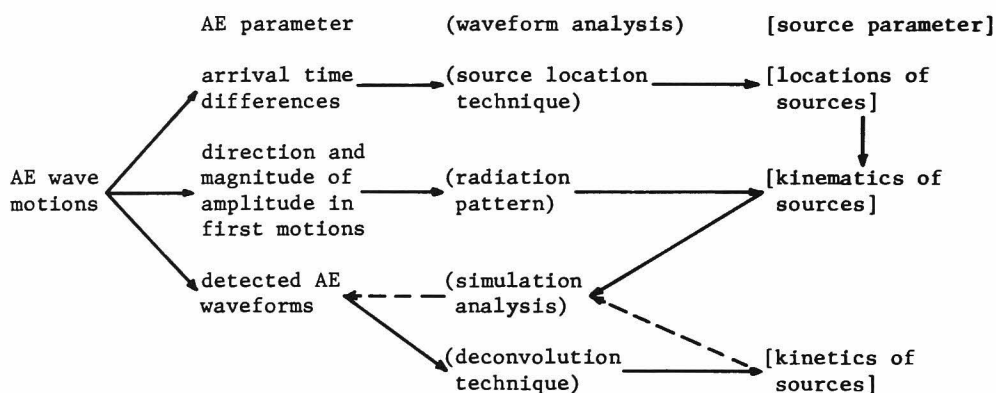 AE parameter (waveform analysis) [source parameter]
arrival time
differences
(source location
technique)
[locations of
sources]
AE wave
motions
direction and
magnitude of
amplitude in
first motions
(radiation
pattern)
[kinematics of
sources]
detected AE
waveforms
(simulation
analysis)
(deconvolution
technique)
[kinetics of
sources]